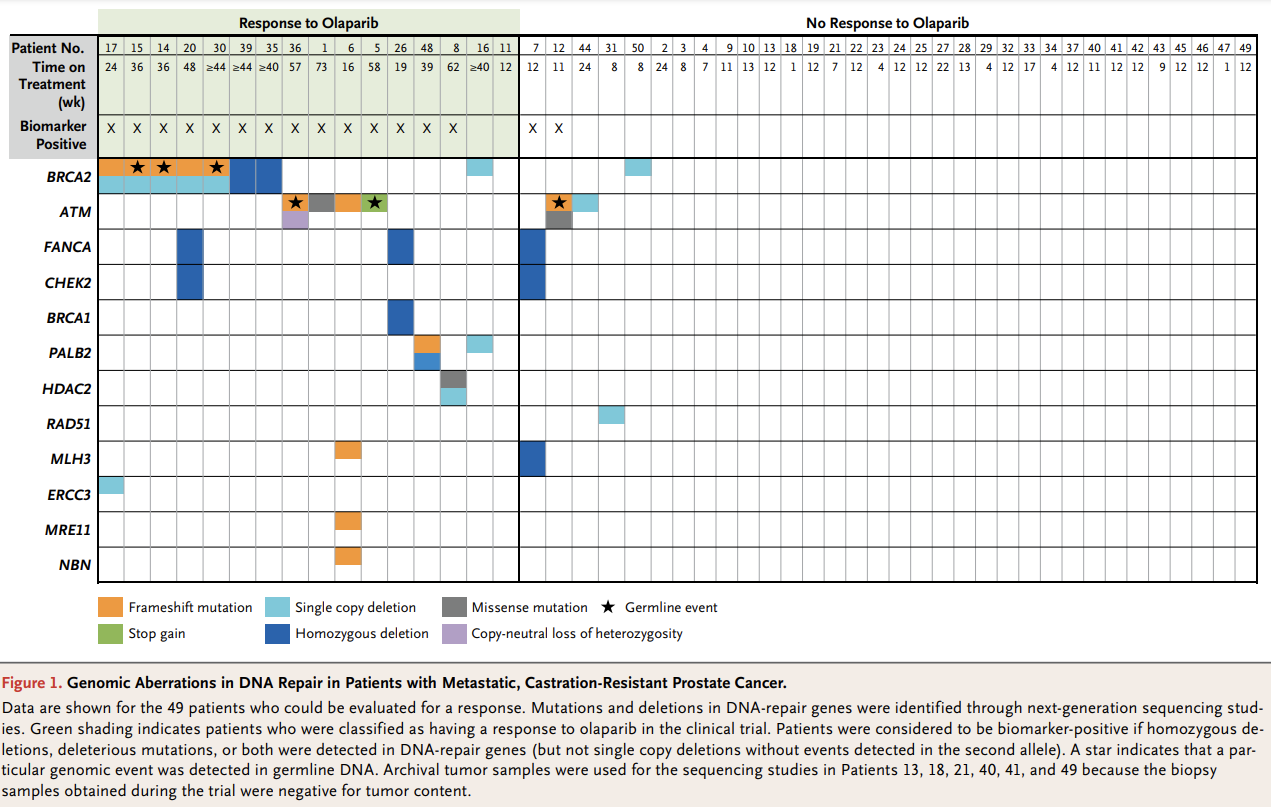 Response to Olaparib
No Response to Olaparib
Patient No. 17 15 14 20 30 39 35 36 1 6 5 26 48 8 16 11 7 12 44 31 50 2 3 4 9 10 13 18 19 21 22 23 24 25 27 28 29 32 33 34 37 40 41 42 43 45 46 47 49
Time on Treatment (wk) 24 36 36 48 ≥44 ≥44 ≥40 57 73 16 58 19 39 62 ≥40 12 12 11 24 8 8 24 8 7 11 13 12 1 12 7 12 4 12 12 22 13 4 12 17 4 12 11 12 12 9 12 12 1 12
Biomarker Positive X X X X X X X X X X X X X X X X
BRCA2
ATM
FANCA
CHEK2
BRCA1
PALB2
HDAC2
RAD51
MLH3
ERCC3
MRE11
NBN
Frameshift mutation Single copy deletion Missense mutation ★ Germline event
Stop gain Homozygous deletion Copy-neutral loss of heterozygosity
Figure 1. Genomic Aberrations in DNA Repair in Patients with Metastatic, Castration-Resistant Prostate Cancer.
Data are shown for the 49 patients who could be evaluated for a response. Mutations and deletions in DNA-repair genes were identified through next-generation sequencing stud-
ies. Green shading indicates patients who were classified as having a response to olaparib in the clinical trial. Patients were considered to be biomarker-positive if homozygous de-
letions, deleterious mutations, or both were detected in DNA-repair genes (but not single copy deletions without events detected in the second allele). A star indicates that a par-
ticular genomic event was detected in germline DNA. Archival tumor samples were used for the sequencing studies in Patients 13, 18, 21, 40, 41, and 49 because the biopsy
samples obtained during the trial were negative for tumor content.